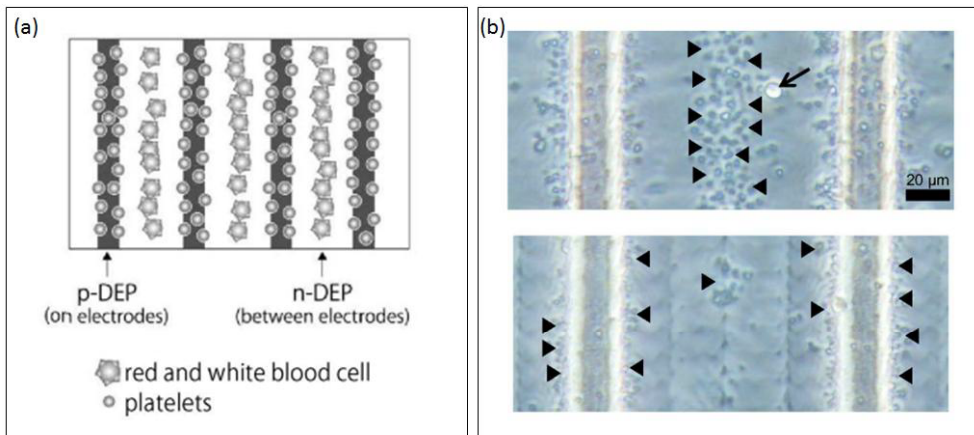 (a)
p-DEP
(on electrodes)
n-DEP
(between electrodes)
red and white blood cell
platelets
(b)
20 µm